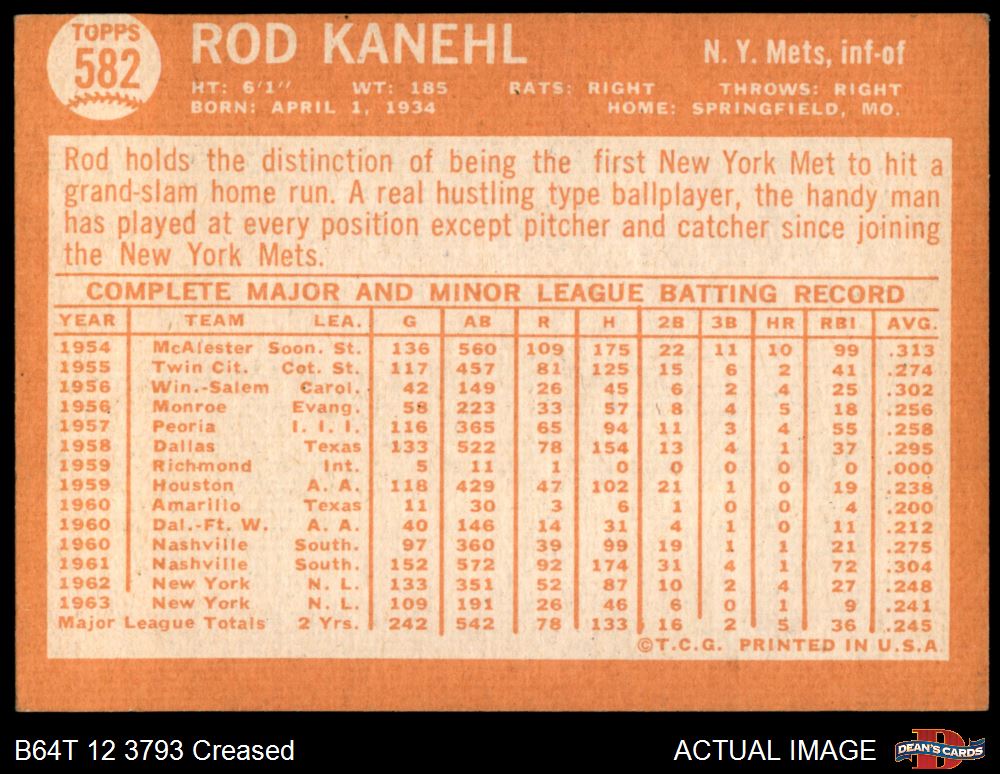 TOPPS
582
ROD KANEHL
N. Y. Mets, inf-of
HT: 6'1" WT: 185 BATS: RIGHT THROWS: RIGHT
BORN: APRIL 1, 1934 HOME: SPRINGFIELD, MO.
Rod holds the distinction of being the first New York Met to hit a
grand-slam home run. A real hustling type ballplayer, the handy man
has played at every position except pitcher and catcher since joining
the New York Mets.
COMPLETE MAJOR AND MINOR LEAGUE BATTING RECORD
YEAR TEAM LEA. G AB R H 2B 3B HR RBI AVG.
1954 McAlester Soon. St. 136 560 109 175 22 11 10 99 .313
1955 Twin Cit. Cot. St. 117 457 81 125 15 6 2 41 .274
1956 Win.-Salem Carol. 42 149 26 45 6 2 4 25 .302
1956 Monroe Evang. 58 223 33 57 8 4 5 18 .256
1957 Peoria I. I. I. 116 365 65 94 11 3 4 55 .258
1958 Dallas Texas 133 522 78 154 13 4 1 37 .295
1959 Richmond Int. 5 11 1 0 0 0 0 0 .000
1959 Houston A. A. 118 429 47 102 21 1 0 19 .238
1960 Amarillo Texas 11 30 3 6 1 0 0 4 .200
1960 Dal.-Ft. W. A. A. 40 146 14 31 4 1 0 11 .212
1960 Nashville South. 97 360 39 99 19 1 1 21 .275
1961 Nashville South. 152 572 92 174 31 4 1 72 .304
1962 New York N. L. 133 351 52 87 10 2 4 27 .248
1963 New York N. L. 109 191 26 46 6 0 1 9 .241
Major League Totals 2 Yrs. 242 542 78 133 16 2 5 36 .245
©T.C.G. PRINTED IN U.S.A
B64T 12 3793 Creased
ACTUAL IMAGE
DEAN'S CARDS